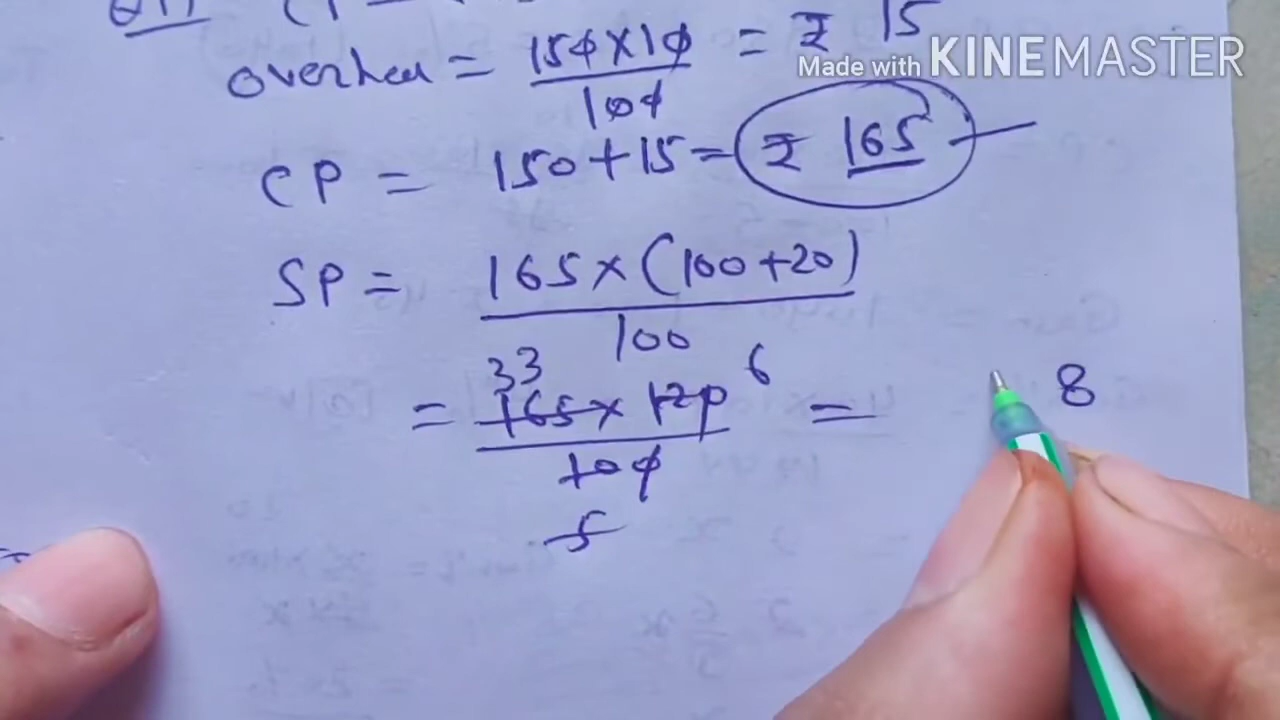 overhea = 150×10 / 100 = ₹ 15
Made with KINEMASTER
CP = 150+15 = ₹ 165
SP = 165×(100+20) / 100
33 6
= 165× 120 / 100 = 8
5